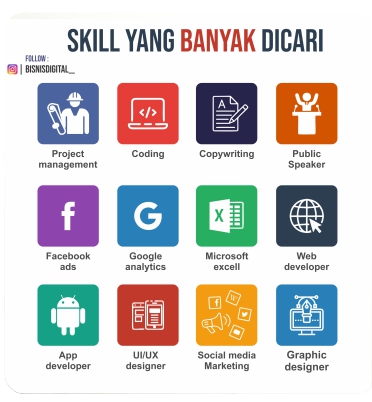 SKILL YANG BANYAK DICARI
FOLLOW :
BISNISDIGITAL__
Project
management
Coding
Copywriting
Public
Speaker
Facebook
ads
Google
analytics
Microsoft
excell
Web
developer
App
developer
UI/UX
designer
Social media
Marketing
Graphic
designer